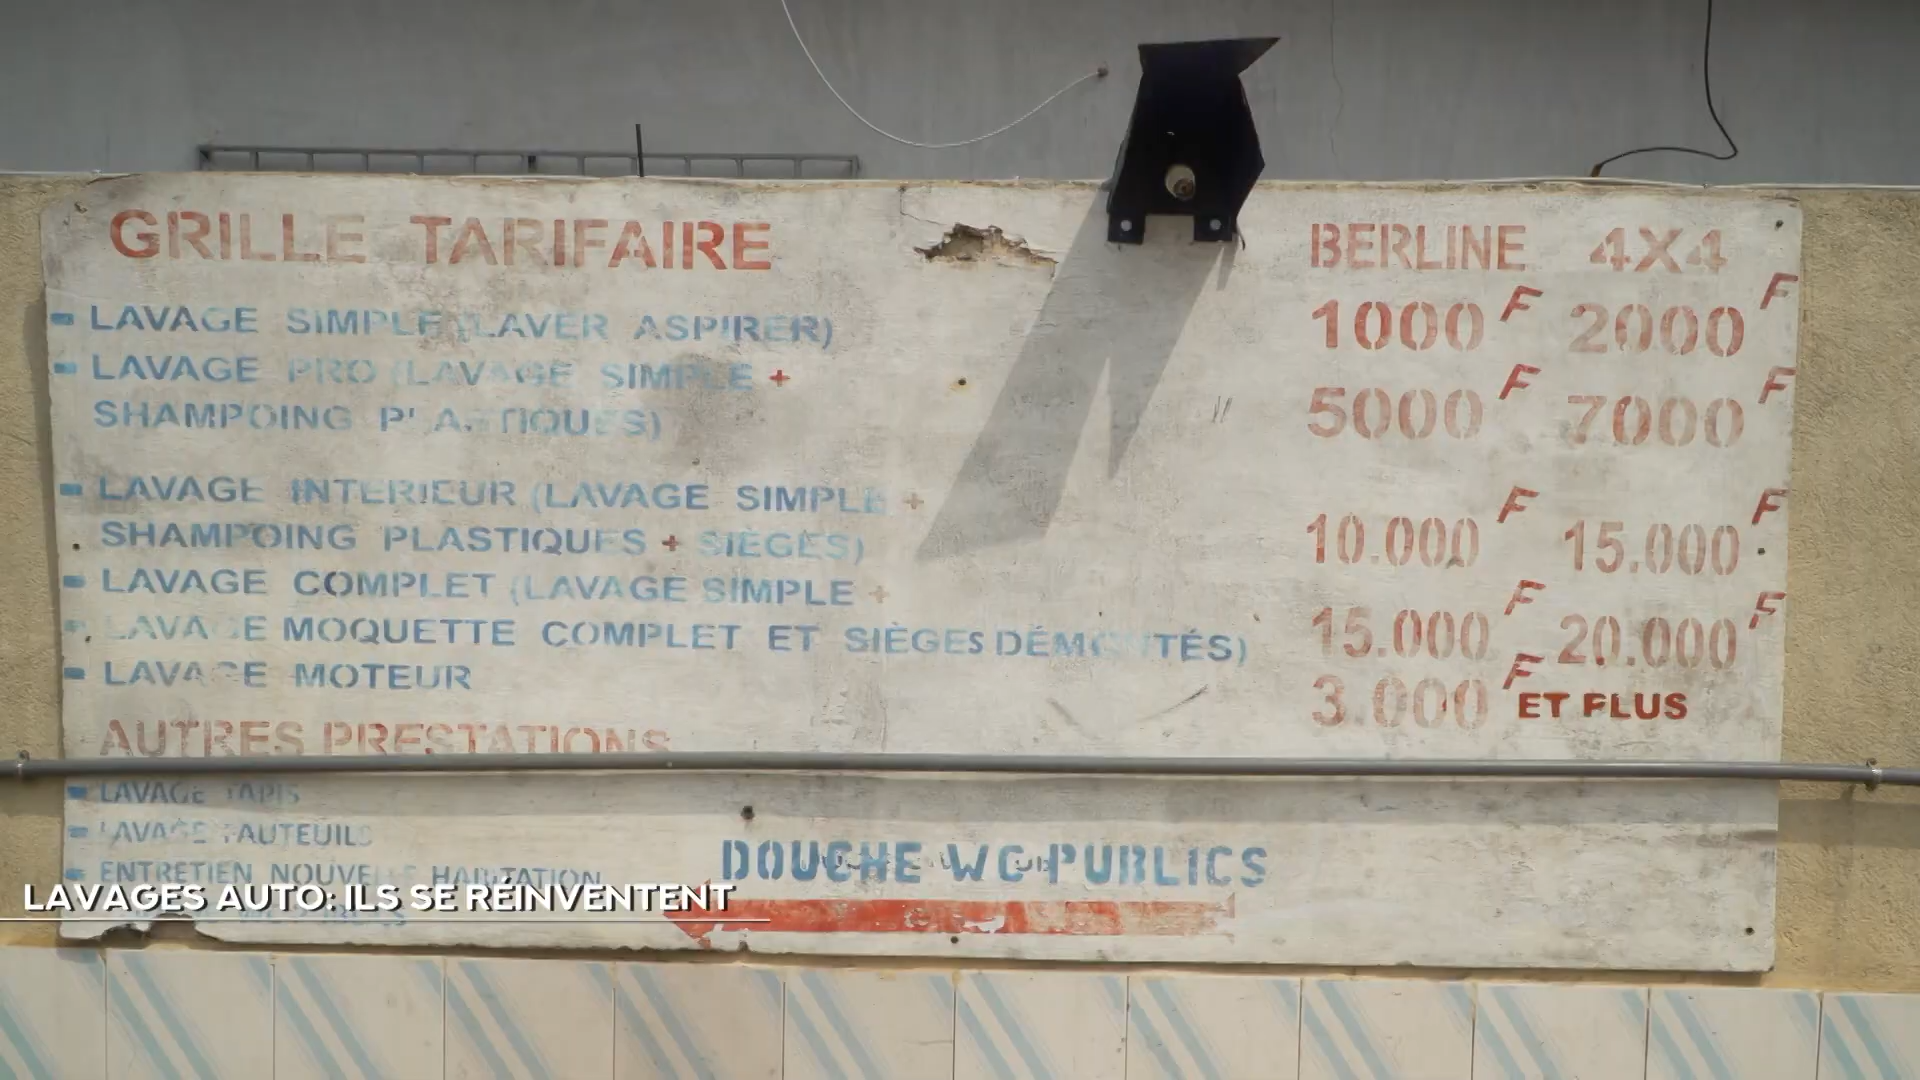 GRILLE TARIFAIRE BERLINE 4X4
- LAVAGE SIMPLE (LAVER ASPIRER) 1000 F 2000 F
- LAVAGE PRO (LAVAGE SIMPLE +
SHAMPOING PLASTIQUES) 5000 F 7000 F
- LAVAGE INTERIEUR (LAVAGE SIMPLE +
SHAMPOING PLASTIQUES + SIÈGES) 10.000 F 15.000 F
- LAVAGE COMPLET (LAVAGE SIMPLE +
- LAVAGE MOQUETTE COMPLET ET SIÈGES DÉMONTÉS) 15.000 F 20.000 F
- LAVAGE MOTEUR 3.000 F ET PLUS
AUTRES PRESTATIONS
- LAVAGE TAPIS
- LAVAGE FAUTEUILS
- ENTRETIEN NOUVELLE HABITATION
DOUCHE WC PUBLICS
LAVAGES AUTO: ILS SE RÉINVENTENT